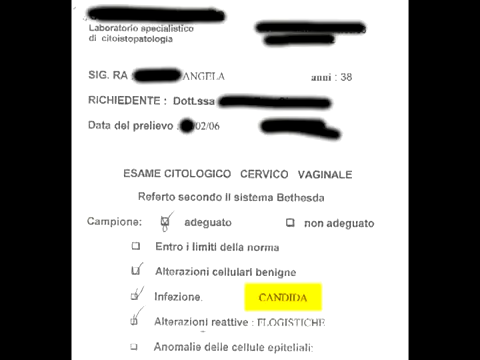 Laboratorio specialistico
di citoistopatologia
SIG. RA : ANGELA anni : 38
RICHIEDENTE : Dott.ssa
Data del prelievo : 02/06
ESAME CITOLOGICO CERVICO VAGINALE
Referto secondo Il sistema Bethesda
Campione: adeguato non adeguato
Entro i limiti della norma
Alterazioni cellulari benigne
Infezione. CANDIDA
Alterazioni reattive : FLOGISTICHE
Anomalie delle cellule epiteliali: